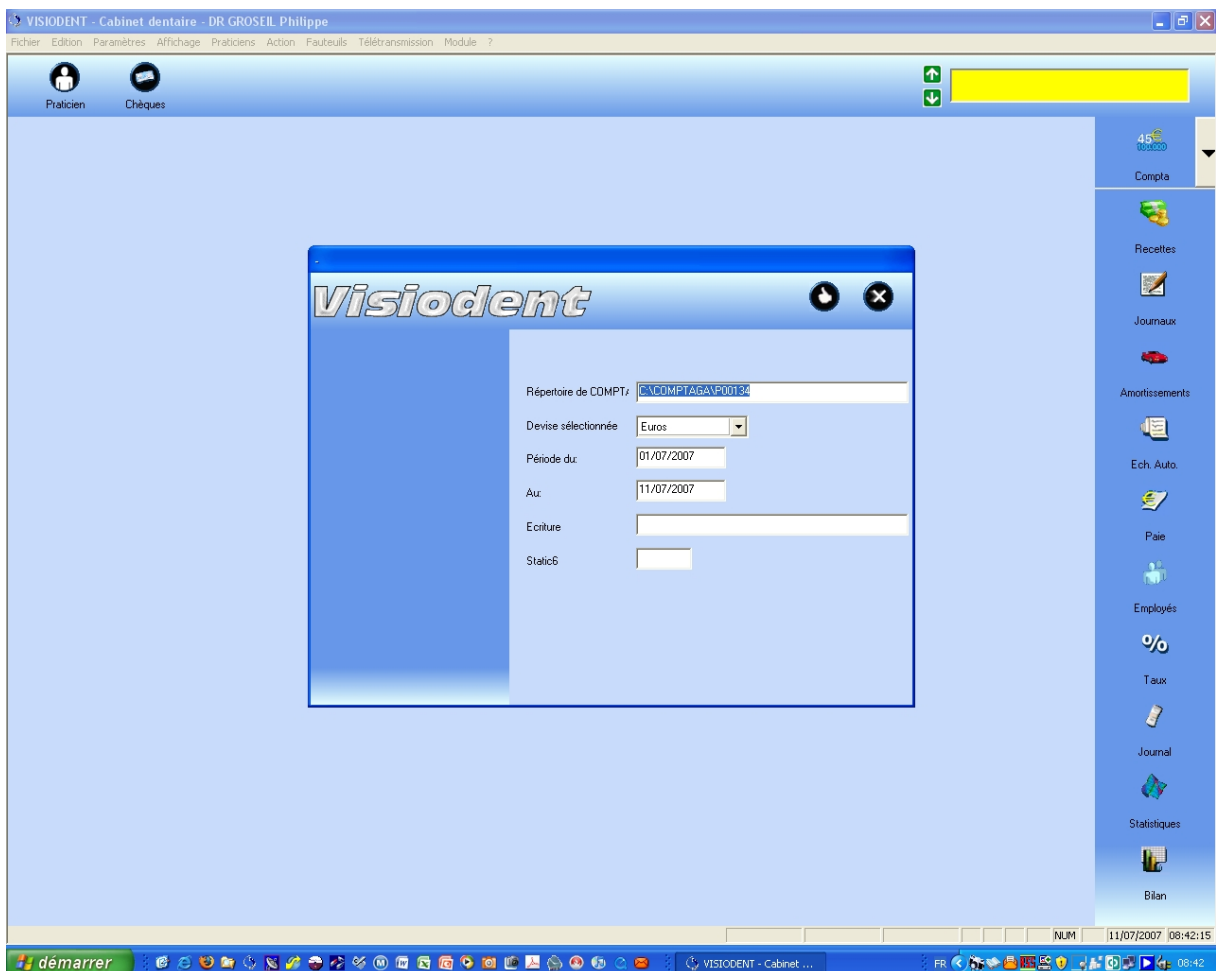 VISIODENT - Cabinet dentaire - DR GROSEIL Philippe
Fichier Edition Paramètres Affichage Praticiens Action Fauteuils Télétransmission Module ?
Praticien Chèques
45€
Compta
Recettes
Journaux
Amortissements
Ech. Auto.
Paie
Employés
%
Taux
Journal
Statistiques
Bilan
-
Visiodent
Répertoire de COMPTA C:\COMPTAGA\P00134
Devise sélectionnée Euros
Période du: 01/07/2007
Au: 11/07/2007
Ecriture
Static6
NUM 11/07/2007 08:42:15
démarrer VISIODENT - Cabinet ... FR 08:42